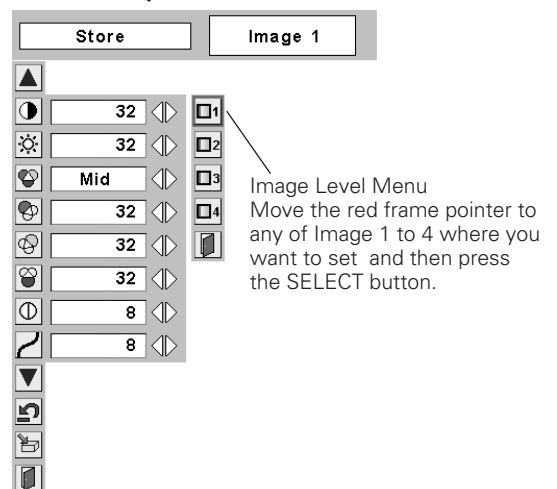 Store
Image 1
32
1
32
2
Mid
3
32
4
32
32
8
8
Image Level Menu
Move the red frame pointer to
any of Image 1 to 4 where you
want to set and then press
the SELECT button.